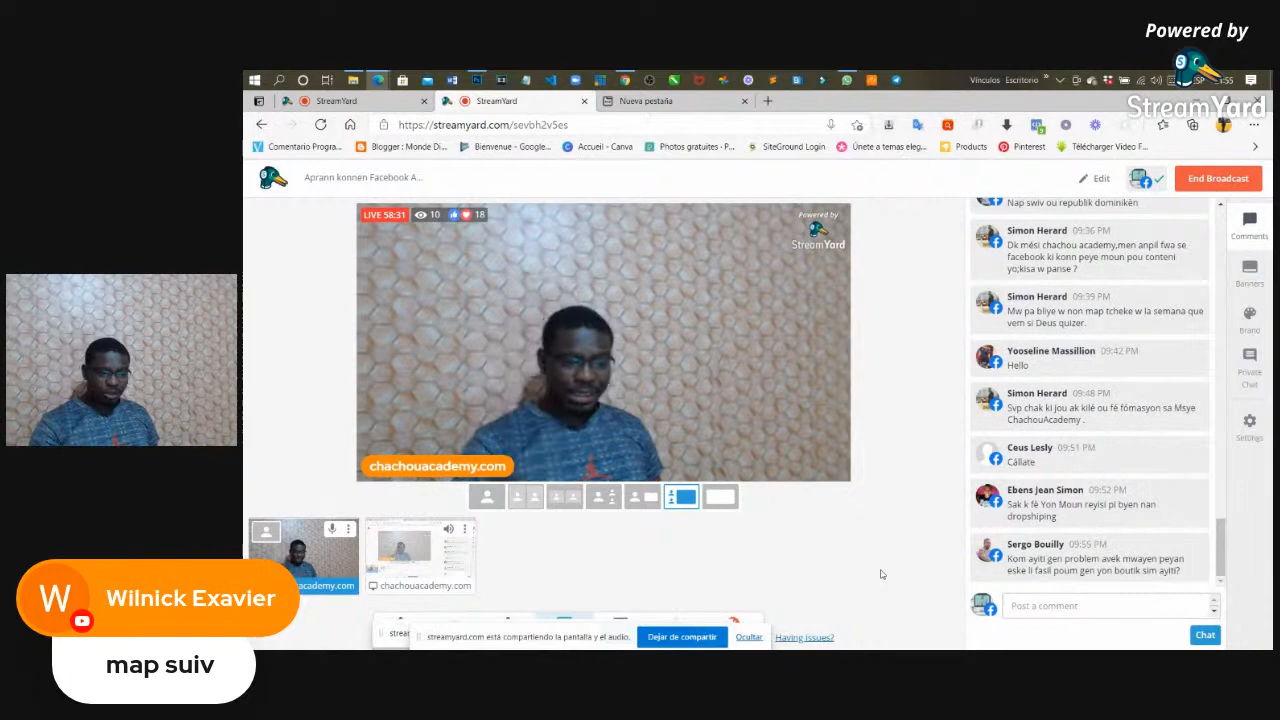 Powered by
StreamYard
Vínculos Escritorio
StreamYard
StreamYard
Nueva pestaña
https://streamyard.com/sevbh2v5es
Comentario Progra...
Blogger : Monde Di...
Bienvenue - Google...
Accueil - Canva
Photos gratuites : P...
SiteGround Login
Únete a temas eleg...
Products
Pinterest
Télécharger Video F...
Aprann konnen Facebook A...
Edit
End Broadcast
LIVE 58:31 10 18
Powered by
StreamYard
chachouacademy.com
Nap swiv ou republik dominikèn
Simon Herard 09:36 PM
Dk mési chachou academy,men anpil fwa se
facebook ki konn peye moun pou conteni
yo;kisa w panse ?
Simon Herard 09:39 PM
Mw pa bliye w non map tcheke w la semana que
vem si Deus quizer.
Yooseline Massillion 09:42 PM
Hello
Simon Herard 09:48 PM
Svp chak ki jou ak kilé ou fé fómasyon sa Msye
ChachouAcademy .
Ceus Lesly 09:51 PM
Cállate
Ebens Jean Simon 09:52 PM
Sak k fè Yon Moun reyisi pi byen nan
dropshiping
Sergo Bouilly 09:55 PM
Kom ayiti gen problem avek mwayen peyan
eske li fasil poum gen yon boutik sim ayiti?
Post a comment
Chat
Comments
Banners
Brand
Private
Chat
Settings
chachouacademy.com
streamyard.com está compartiendo la pantalla y el audio.
Dejar de compartir
Ocultar
Having issues?
W
Wilnick Exavier
map suiv